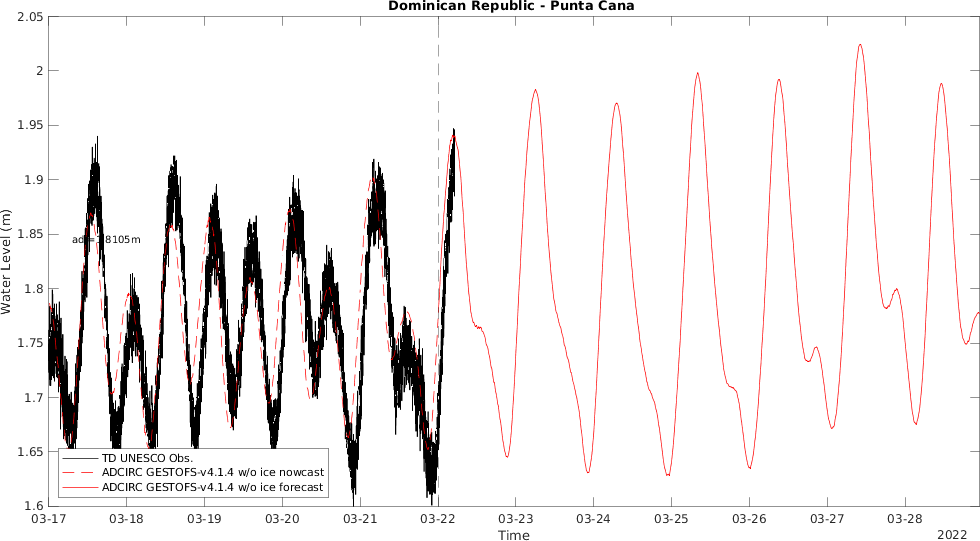 Dominican Republic - Punta Cana
2.05
2
1.95
1.9
1.85
1.8
1.75
1.7
1.65
1.6
Water Level (m)
8105m
TD UNESCO Obs.
ADCIRC GESTOFS-v4.1.4 w/o ice nowcast
ADCIRC GESTOFS-v4.1.4 w/o ice forecast
03-17 03-18 03-19 03-20 03-21 03-22 03-23 03-24 03-25 03-26 03-27 03-28
Time
2022